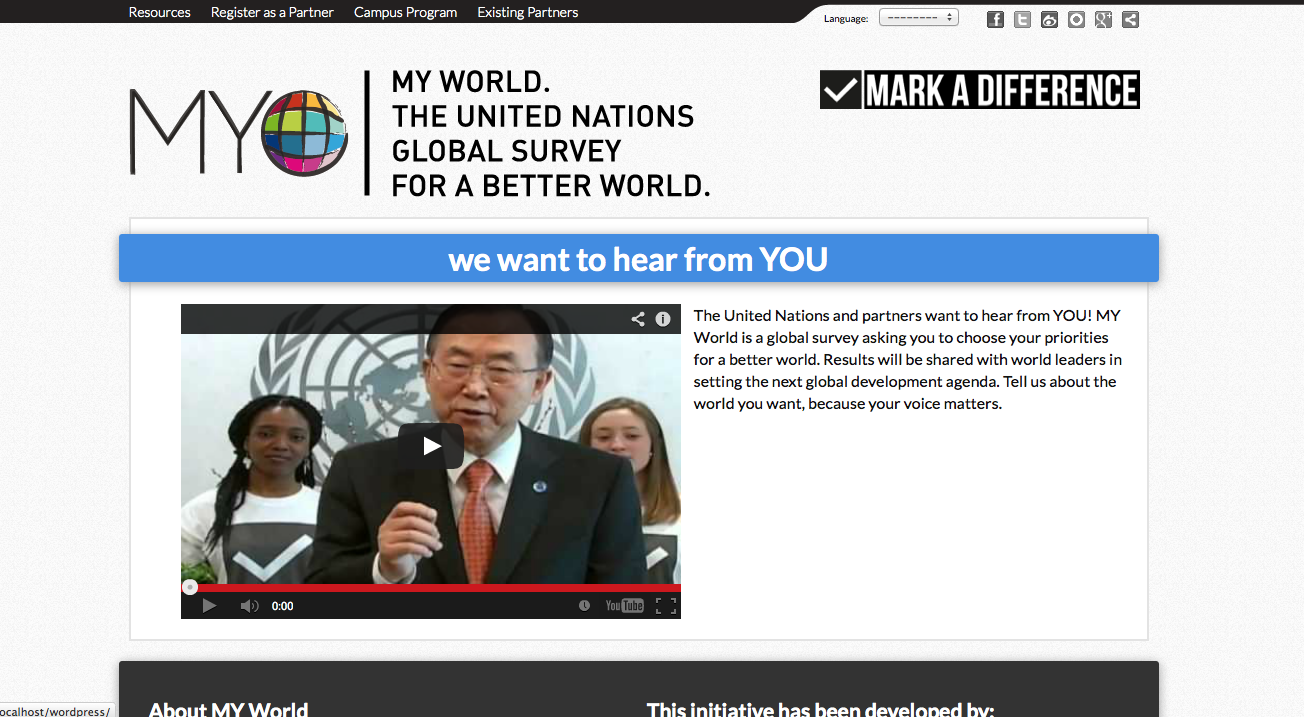 Resources Register as a Partner Campus Program Existing Partners
Language: --------
MY
MY WORLD.
THE UNITED NATIONS
GLOBAL SURVEY
FOR A BETTER WORLD.
MARK A DIFFERENCE
we want to hear from YOU
The United Nations and partners want to hear from YOU! MY
World is a global survey asking you to choose your priorities
for a better world. Results will be shared with world leaders in
setting the next global development agenda. Tell us about the
world you want, because your voice matters.
0:00 YouTube
About MY World
This initiative has been developed by:
ocalhost/wordpress/